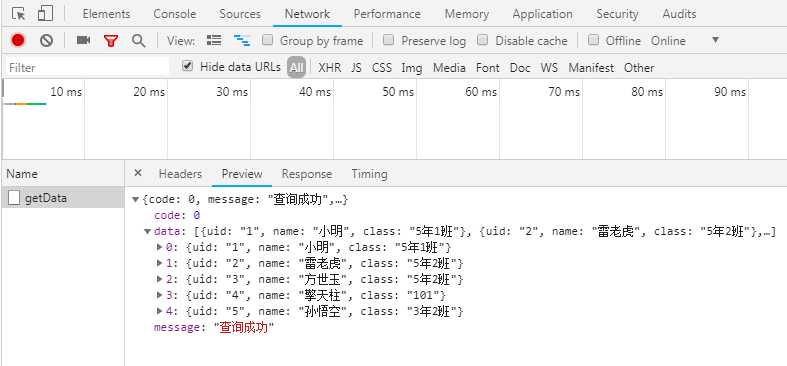 Elements Console Sources Network Performance Memory Application Security Audits
View: Group by frame Preserve log Disable cache Offline Online
Filter Hide data URLs All XHR JS CSS Img Media Font Doc WS Manifest Other
10 ms 20 ms 30 ms 40 ms 50 ms 60 ms 70 ms 80 ms 90 ms
Name × Headers Preview Response Timing
getData
{code: 0, message: "查询成功",…}
code: 0
data: [{uid: "1", name: "小明", class: "5年1班"}, {uid: "2", name: "雷老虎", class: "5年2班"},…]
0: {uid: "1", name: "小明", class: "5年1班"}
1: {uid: "2", name: "雷老虎", class: "5年2班"}
2: {uid: "3", name: "方世玉", class: "5年2班"}
3: {uid: "4", name: "擎天柱", class: "101"}
4: {uid: "5", name: "孙悟空", class: "3年2班"}
message: "查询成功"